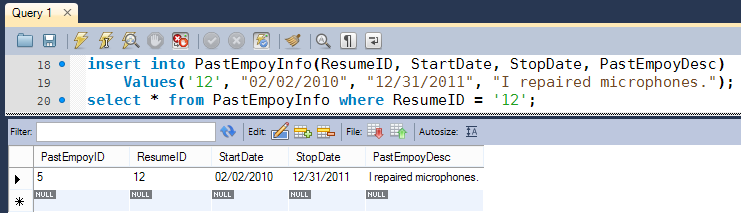 Query 1
18 insert into PastEmpoyInfo(ResumeID, StartDate, StopDate, PastEmpoyDesc)
19 Values('12', "02/02/2010", "12/31/2011", "I repaired microphones.");
20 select * from PastEmpoyInfo where ResumeID = '12';
Filter: Edit: File: Autosize:
PastEmpoyID ResumeID StartDate StopDate PastEmpoyDesc
5 12 02/02/2010 12/31/2011 I repaired microphones.
NULL NULL NULL NULL NULL